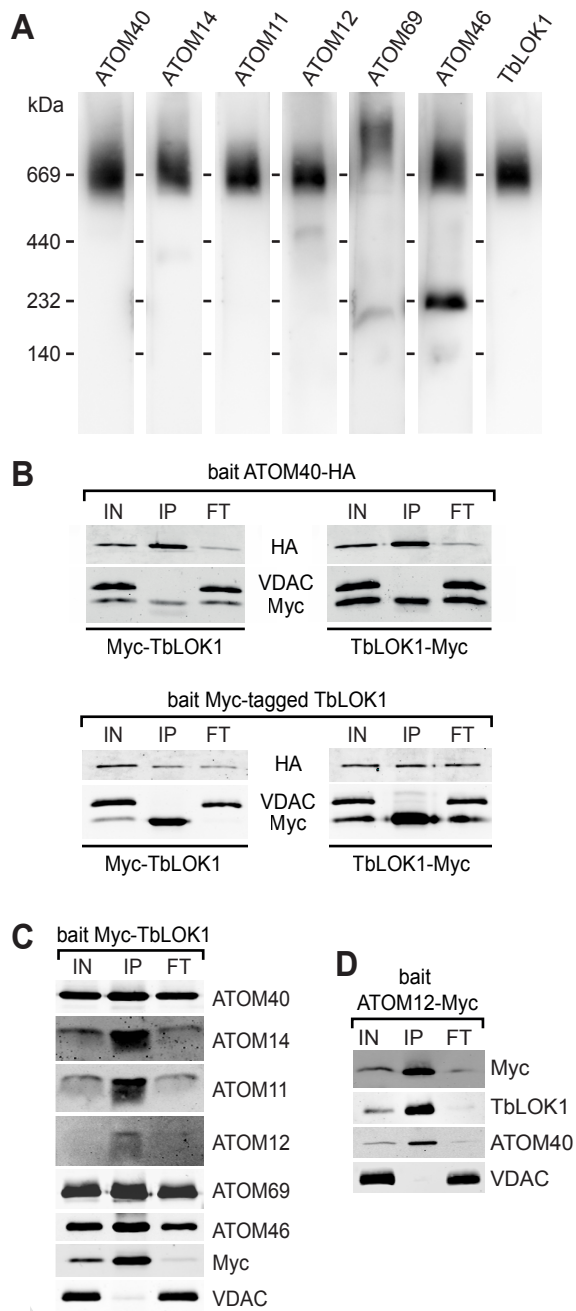 A
ATOM40 ATOM14 ATOM11 ATOM12 ATOM69 ATOM46 TbLOK1
kDa
669
440
232
140
B
bait ATOM40-HA
IN IP FT IN IP FT
HA
VDAC
Myc
Myc-TbLOK1 TbLOK1-Myc
bait Myc-tagged TbLOK1
IN IP FT IN IP FT
HA
VDAC
Myc
Myc-TbLOK1 TbLOK1-Myc
C
bait Myc-TbLOK1
IN IP FT
ATOM40
ATOM14
ATOM11
ATOM12
ATOM69
ATOM46
Myc
VDAC
D
bait
ATOM12-Myc
IN IP FT
Myc
TbLOK1
ATOM40
VDAC